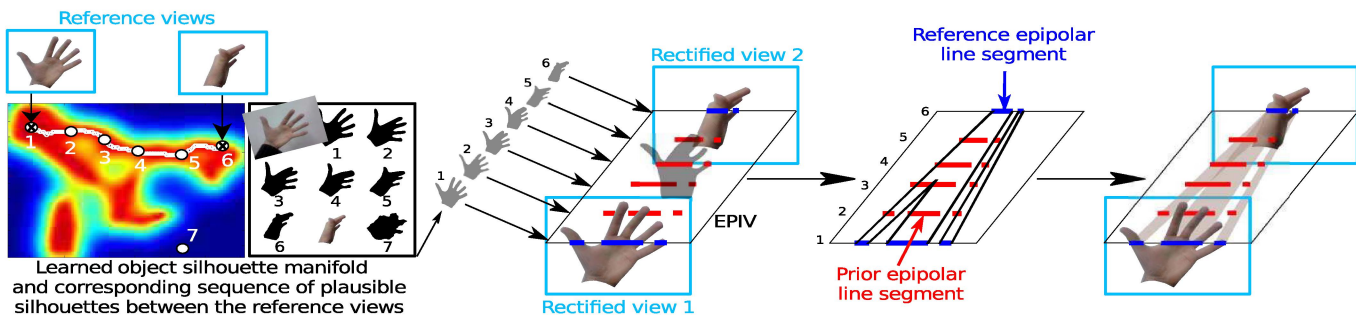 Reference views
1
2
3
4
5
6
7
1
2
3
4
5
6
7
Learned object silhouette manifold
and corresponding sequence of plausible
silhouettes between the reference views
6
5
4
3
2
1
Rectified view 2
EPIV
Rectified view 1
Reference epipolar
line segment
6
5
4
3
2
1
Prior epipolar
line segment